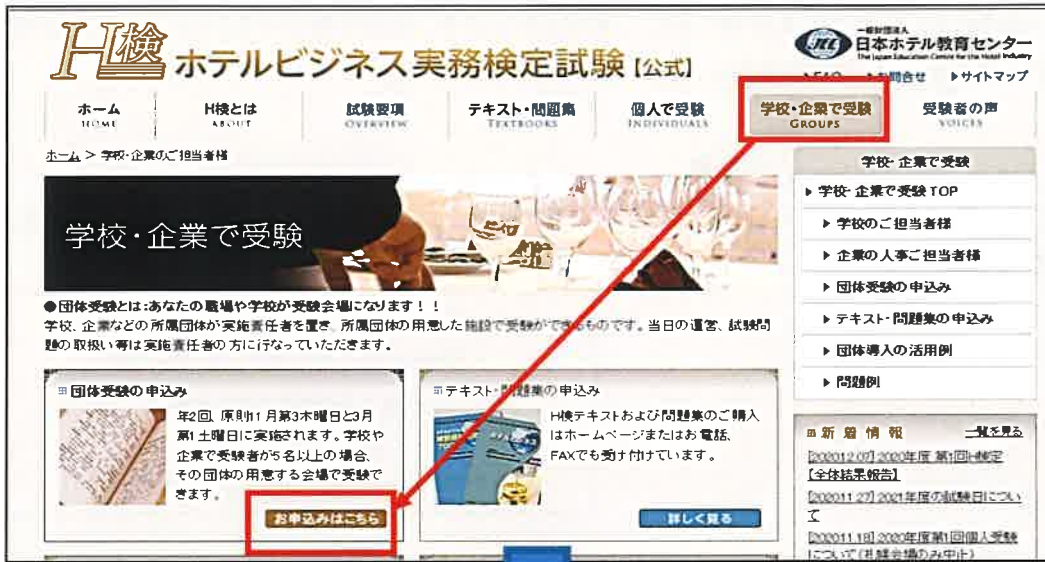 H検 ホテルビジネス実務検定試験【公式】
JEC 一般財団法人
日本ホテル教育センター
The Japan Education Center for the Hotel Industry
▶FAQ ▶お問合せ ▶サイトマップ
ホーム H検とは 試験要項 テキスト・問題集 個人で受験 学校・企業で受験 受験者の声
HOME ABOUT OVERVIEW TEXTBOOKS INDIVIDUALS GROUPS VOICES
ホーム > 学校・企業のご担当者様
学校・企業で受験
●団体受験とは:あなたの職場や学校が受験会場になります！！
学校、企業などの所属団体が実施責任者を置き、所属団体の用意した施設で受験ができるものです。当日の運営、試験問
題の取扱い等は実施責任者の方に行なっていただきます。
団体受験の申込み
年2回、原則11月第3木曜日と3月
第1土曜日に実施されます。学校や
企業で受験者が5名以上の場合、
その団体の用意する会場で受験で
きます。
お申込みはこちら
テキスト・問題集の申込み
H検テキストおよび問題集のご購入
はホームページまたはお電話、
FAXでも受け付けています。
詳しく見る
学校・企業で受験
▶ 学校・企業で受験 TOP
▶ 学校のご担当者様
▶ 企業の人事ご担当者様
▶ 団体受験の申込み
▶ テキスト・問題集の申込み
▶ 団体導入の活用例
▶ 問題例
新着情報 一覧を見る
[2020.12.07] 2020年度 第1回H検定
【全体結果報告】
[2020.11.27] 2021年度の試験日につい
て
[2020.11.18] 2020年度第1回個人受験
について(札幌会場のみ中止)